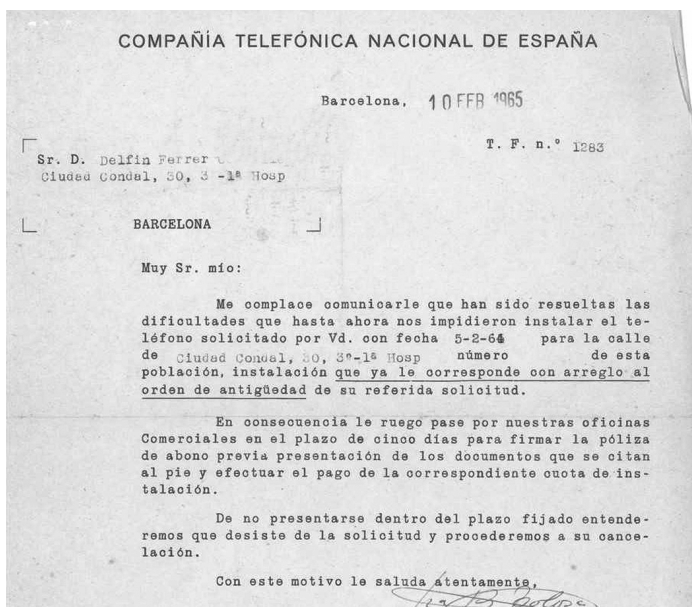 COMPAÑÍA TELEFÓNICA NACIONAL DE ESPAÑA
Barcelona, 10 FEB 1965
T. F. n.º 1283
Sr. D. Delfin Ferrer
Ciudad Condal, 30, 3 -1ª Hosp
BARCELONA
Muy Sr. mío:
Me complace comunicarle que han sido resueltas las
dificultades que hasta ahora nos impidieron instalar el te-
léfono solicitado por Vd. con fecha 5-2-64 para la calle
de Ciudad Condal, 30, 3º-1ª Hosp número de esta
población, instalación que ya le corresponde con arreglo al
orden de antigüedad de su referida solicitud.
En consecuencia le ruego pase por nuestras oficinas
Comerciales en el plazo de cinco días para firmar la póliza
de abono previa presentación de los documentos que se citan
al pie y efectuar el pago de la correspondiente cuota de ins-
talación.
De no presentarse dentro del plazo fijado entende-
remos que desiste de la solicitud y procederemos a su cance-
lación.
Con este motivo le saluda atentamente,